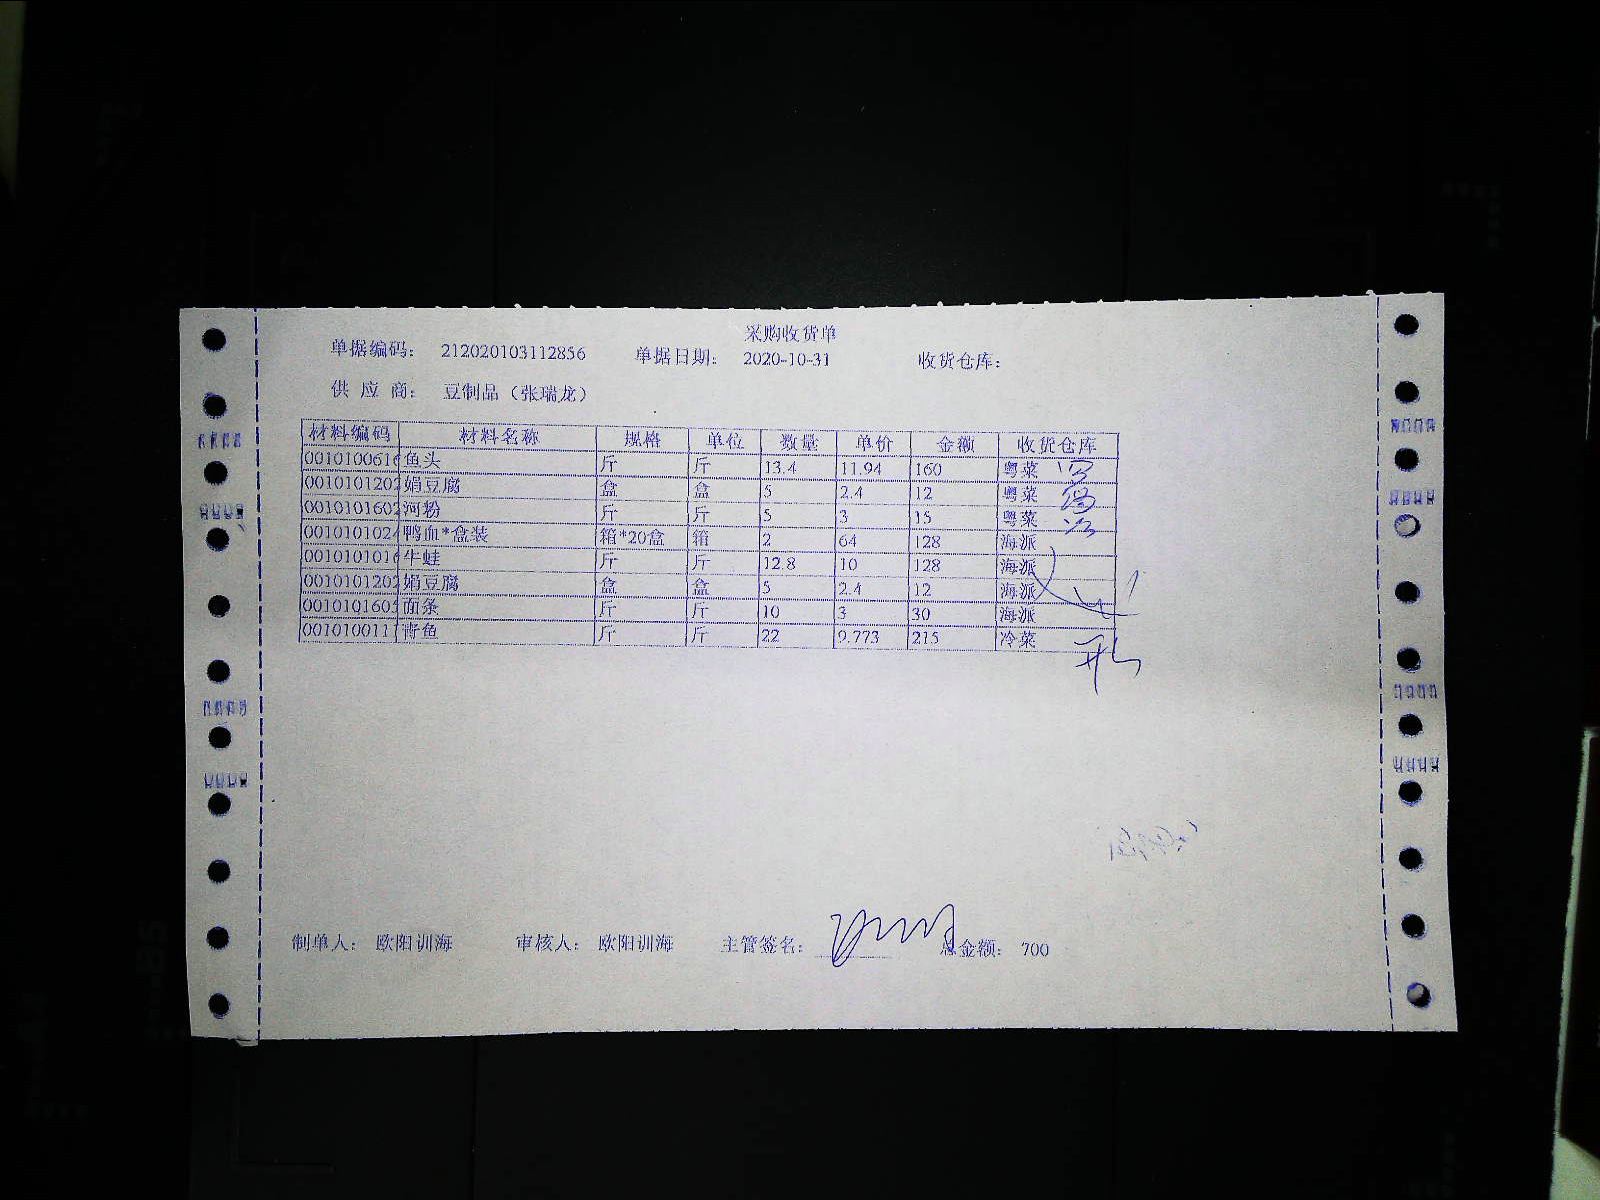 采购收货单
单据编码: 212020103112856 单据日期: 2020-10-31 收货仓库:
供 应 商: 豆制品(张瑞龙)
材料编码 材料名称 规格 单位 数量 单价 金额 收货仓库
0010100616 鱼头 斤 斤 13.4 11.94 160 粤菜
0010101202 娟豆腐 盒 盒 5 2.4 12 粤菜
0010101602 河粉 斤 斤 5 3 15 粤菜
0010101024 鸭血*盒装 箱*20盒 箱 2 64 128 海派
0010101016 牛蛙 斤 斤 12.8 10 128 海派
0010101202 娟豆腐 盒 盒 5 2.4 12 海派
0010101605 面条 斤 斤 10 3 30 海派
0010100111 青鱼 斤 斤 22 9.773 215 冷菜
制单人: 欧阳训海 审核人: 欧阳训海 主管签名: 总金额: 700